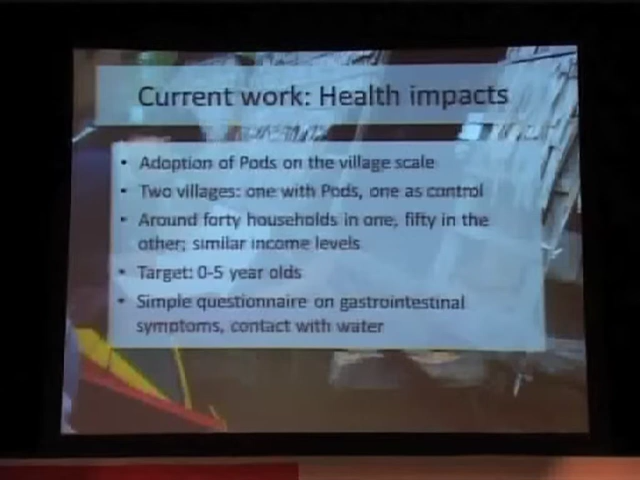 Current work: Health impacts
• Adoption of Pods on the village scale
• Two villages: one with Pods, one as control
• Around forty households in one, fifty in the
other; similar income levels
• Target: 0-5 year olds
• Simple questionnaire on gastrointestinal
symptoms, contact with water